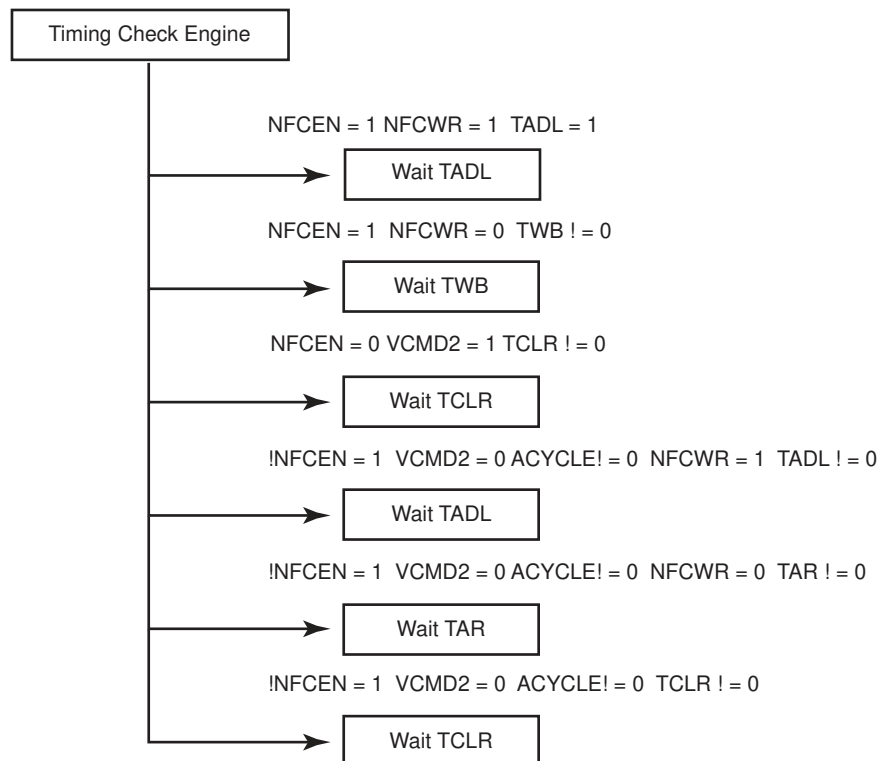 Timing Check Engine
NFCEN = 1 NFCWR = 1 TADL = 1
Wait TADL
NFCEN = 1 NFCWR = 0 TWB ! = 0
Wait TWB
NFCEN = 0 VCMD2 = 1 TCLR ! = 0
Wait TCLR
!NFCEN = 1 VCMD2 = 0 ACYCLE! = 0 NFCWR = 1 TADL ! = 0
Wait TADL
!NFCEN = 1 VCMD2 = 0 ACYCLE! = 0 NFCWR = 0 TAR ! = 0
Wait TAR
!NFCEN = 1 VCMD2 = 0 ACYCLE! = 0 TCLR ! = 0
Wait TCLR